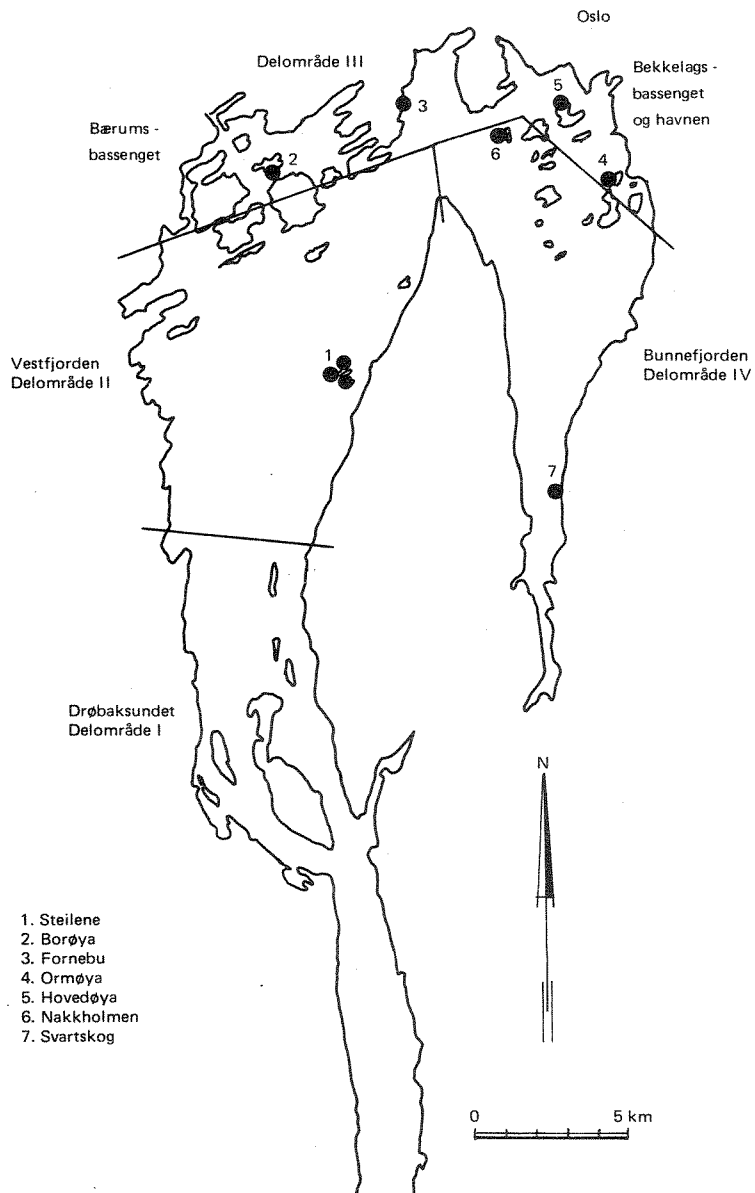 Oslo
Delområde III
Bekkelags -
bassenget
og havnen
Bærums -
bassenget
5
3
6
2
4
1
Vestfjorden
Delområde II
Bunnefjorden
Delområde IV
7
Drøbaksundet
Delområde I
N
1. Steilene
2. Borøya
3. Fornebu
4. Ormøya
5. Hovedøya
6. Nakkholmen
7. Svartskog
0 5 km